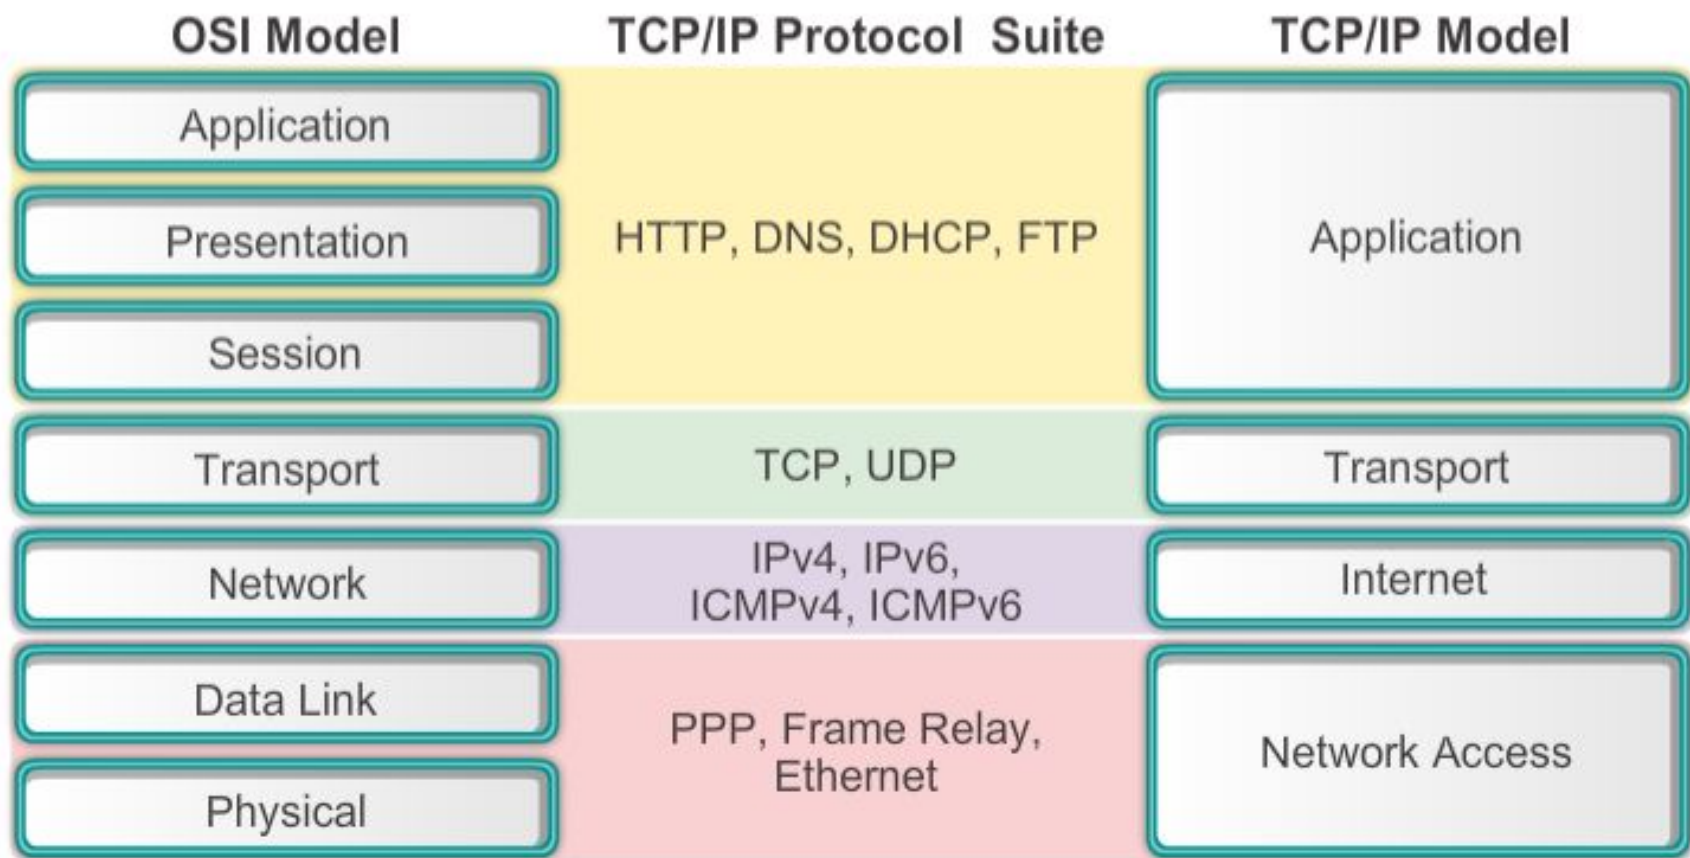 OSI Model
TCP/IP Protocol Suite
TCP/IP Model
Application
Presentation
Session
HTTP, DNS, DHCP, FTP
Application
Transport
TCP, UDP
Transport
Network
IPv4, IPv6,
ICMPv4, ICMPv6
Internet
Data Link
Physical
PPP, Frame Relay,
Ethernet
Network Access